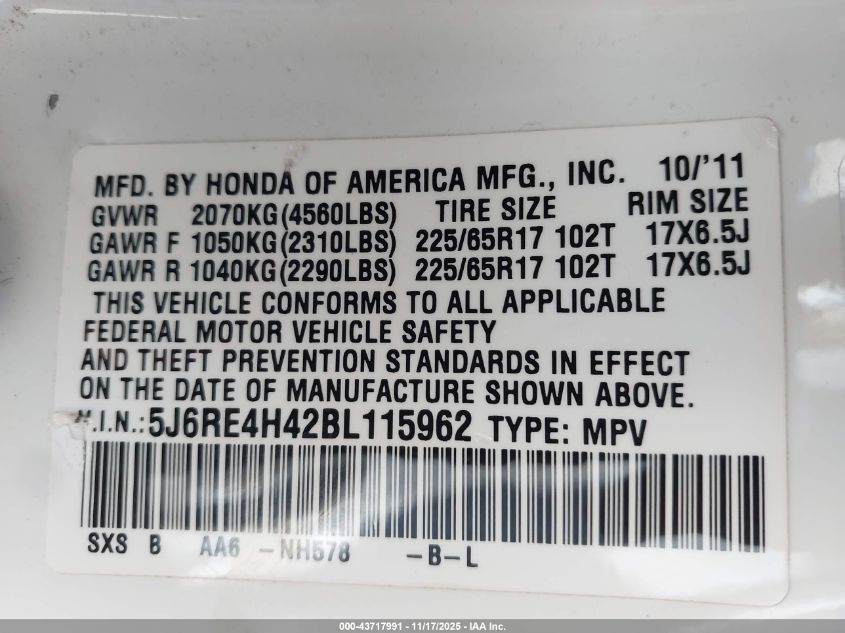 MFD. BY HONDA OF AMERICA MFG., INC. 10/'11
GVWR 2070KG(4560LBS) TIRE SIZE RIM SIZE
GAWR F 1050KG(2310LBS) 225/65R17 102T 17X6.5J
GAWR R 1040KG(2290LBS) 225/65R17 102T 17X6.5J
THIS VEHICLE CONFORMS TO ALL APPLICABLE
FEDERAL MOTOR VEHICLE SAFETY
AND THEFT PREVENTION STANDARDS IN EFFECT
ON THE DATE OF MANUFACTURE SHOWN ABOVE.
V.I.N.:5J6RE4H42BL115962 TYPE: MPV
SXS B AA6 -NH578 -B-L
000-43717991 - 11/17/2025 - IAA Inc.